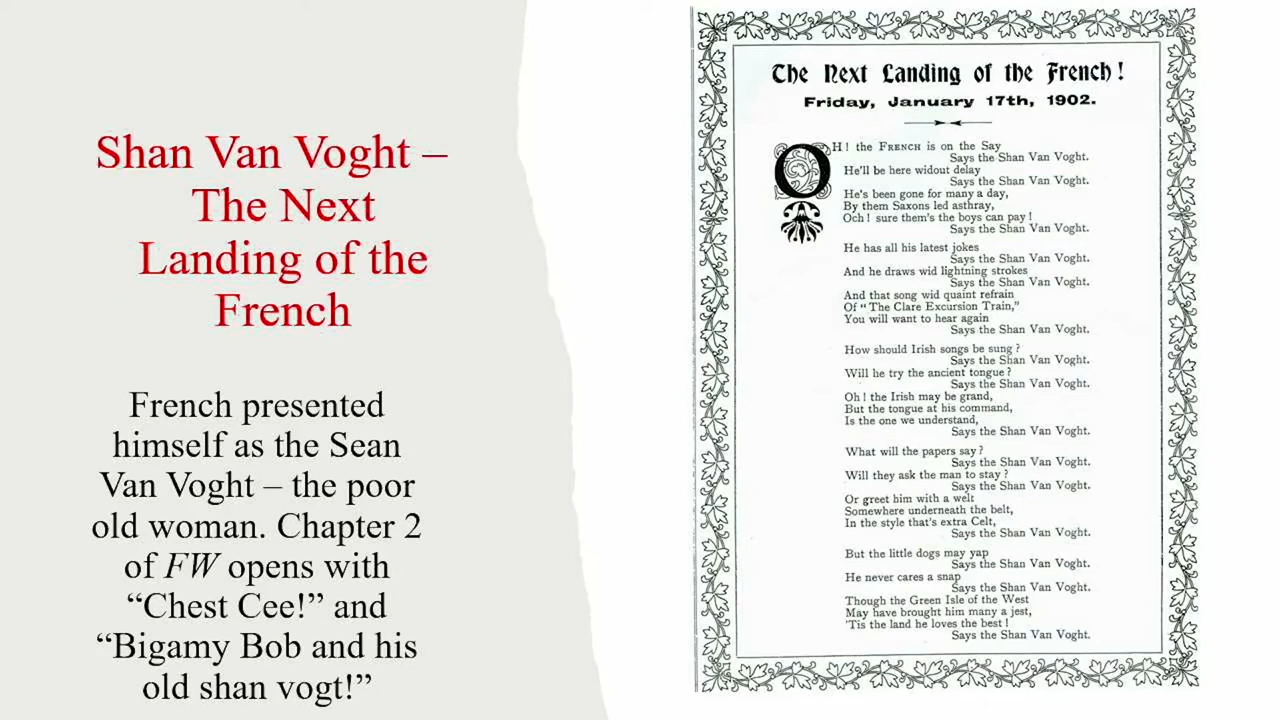 Shan Van Voght –
The Next
Landing of the
French
French presented
himself as the Sean
Van Voght – the poor
old woman. Chapter 2
of FW opens with
“Chest Cee!” and
“Bigamy Bob and his
old shan vogt!”
The Next Landing of the French!
Friday, January 17th, 1902.
OH! the FRENCH is on the Say
Says the Shan Van Voght.
He'll be here widout delay
Says the Shan Van Voght.
He's been gone for many a day,
By them Saxons led asthray,
Och! sure them's the boys can pay!
Says the Shan Van Voght.
He has all his latest jokes
Says the Shan Van Voght.
And he draws wid lightning strokes
Says the Shan Van Voght.
And that song wid quaint refrain
Of “The Clare Excursion Train,”
You will want to hear again
Says the Shan Van Voght.
How should Irish songs be sung?
Says the Shan Van Voght.
Will he try the ancient tongue?
Says the Shan Van Voght.
Oh! the Irish may be grand,
But the tongue at his command,
Is the one we understand,
Says the Shan Van Voght.
What will the papers say?
Says the Shan Van Voght.
Will they ask the man to stay?
Says the Shan Van Voght.
Or greet him with a welt
Somewhere underneath the belt,
In the style that's extra Celt,
Says the Shan Van Voght.
But the little dogs may yap
Says the Shan Van Voght.
He never cares a snap
Says the Shan Van Voght.
Though the Green Isle of the West
May have brought him many a jest,
'Tis the land he loves the best!
Says the Shan Van Voght.